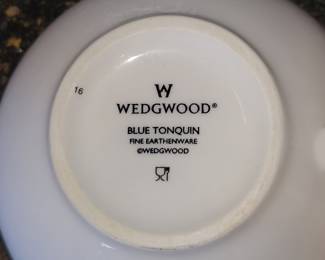 16
W
WEDGWOOD®
BLUE TONQUIN
FINE EARTHENWARE
©WEDGWOOD